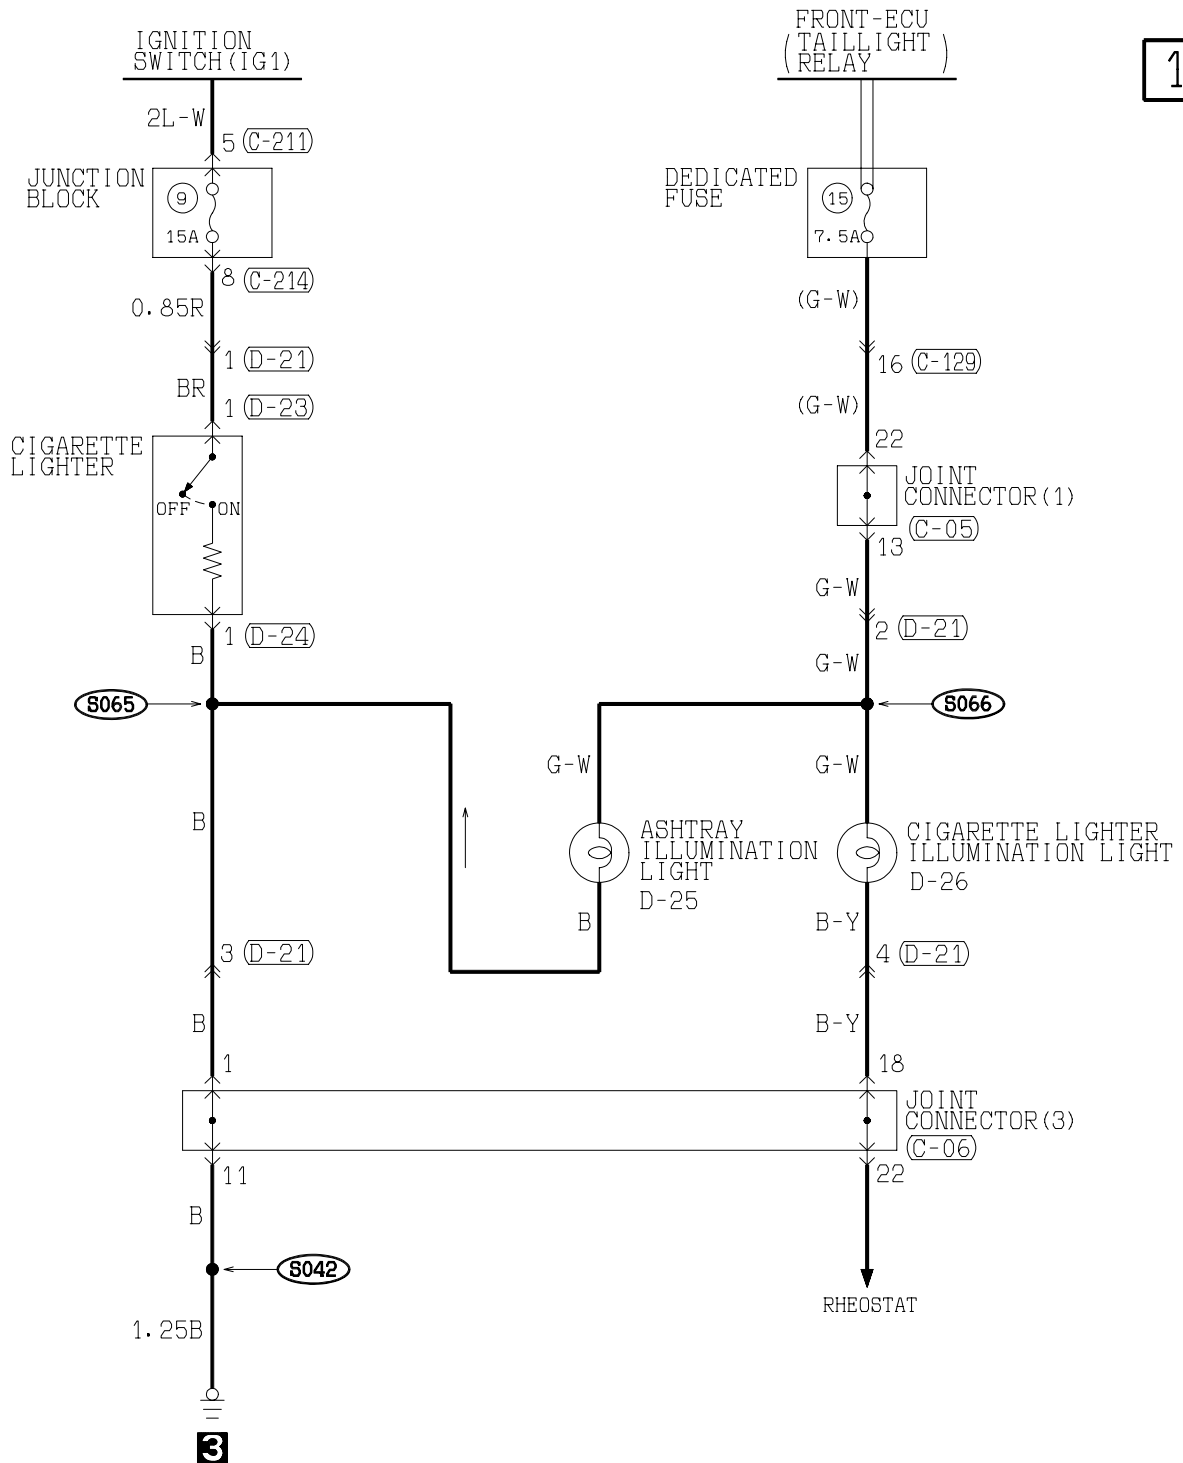 IGNITION
SWITCH(IG1)
FRONT-ECU
(TAILLIGHT
RELAY)
1
2L-W
5 C-211
JUNCTION
BLOCK
9
15A
DEDICATED
FUSE
15
7.5A
8 C-214
0.85R
(G-W)
1 D-21
16 C-129
BR
1 D-23
(G-W)
22
CIGARETTE
LIGHTER
OFF
ON
JOINT
CONNECTOR(1)
C-05
13
G-W
1 D-24
2 D-21
B
G-W
S065
S066
G-W
G-W
B
ASHTRAY
ILLUMINATION
LIGHT
D-25
CIGARETTE LIGHTER
ILLUMINATION LIGHT
D-26
B
B-Y
3 D-21
4 D-21
B
B-Y
1
18
JOINT
CONNECTOR(3)
C-06
11
22
B
S042
RHEOSTAT
1.25B
3